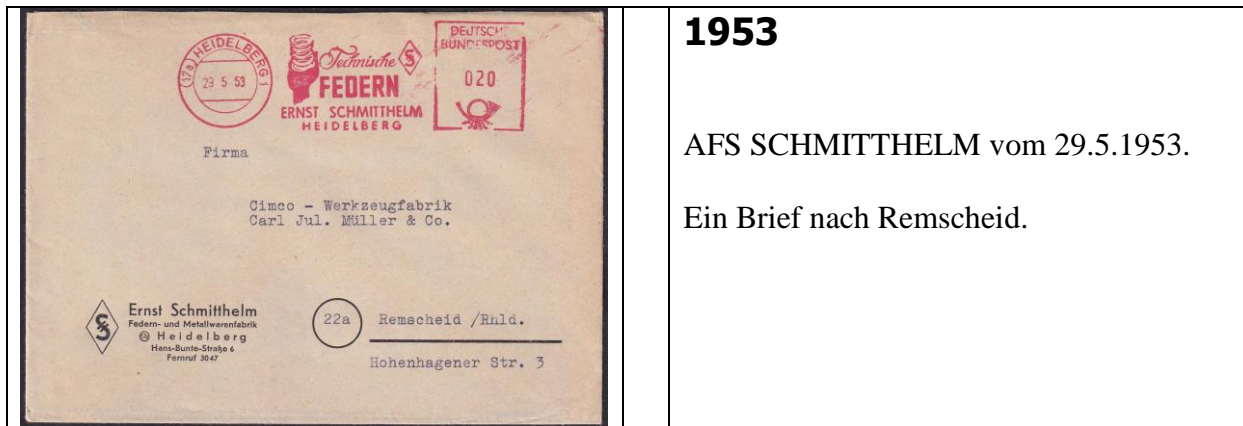 (17a) HEIDELBERG 1
29 5 53
Technische
FEDERN
ERNST SCHMITTHELM
HEIDELBERG
DEUTSCHE
BUNDESPOST
020
Firma
Cimco - Werkzeugfabrik
Carl Jul. Müller & Co.
Ernst Schmitthelm
Federn- und Metallwarenfabrik
Heidelberg
Hans-Bunte-Straße 6
Fernruf 3047
22a
Remscheid /Rhld.
Hohenhagener Str. 3
1953
AFS SCHMITTHELM vom 29.5.1953.
Ein Brief nach Remscheid.